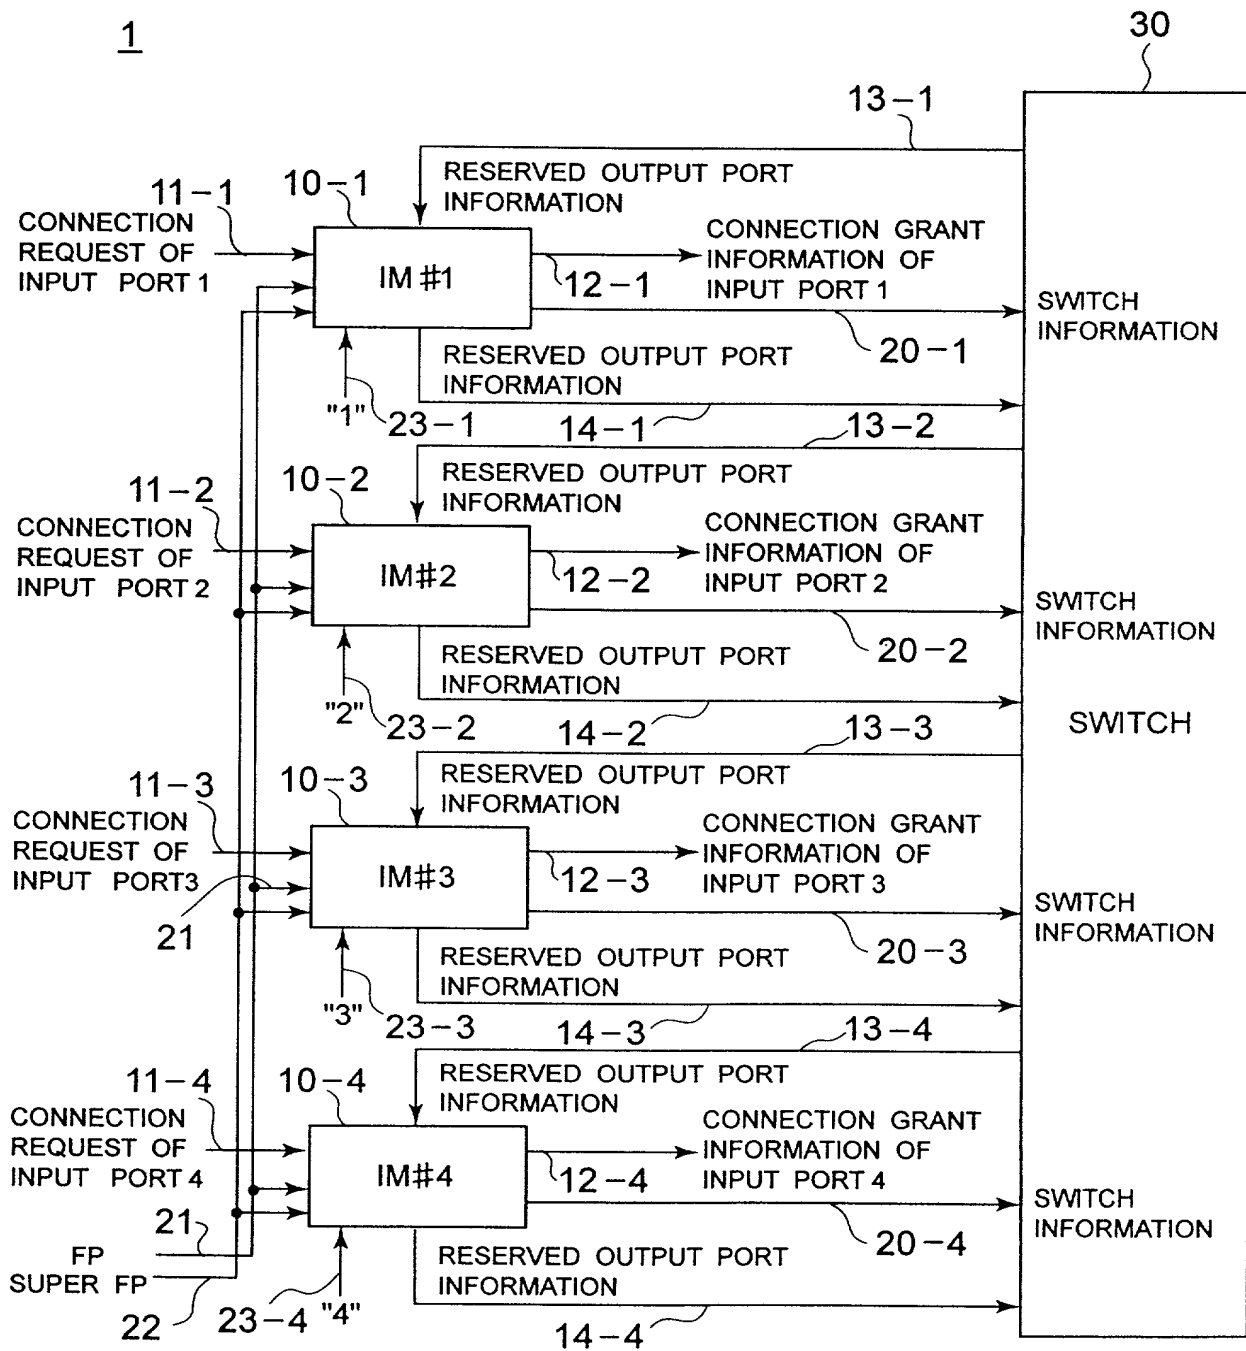 1
30
13-1
RESERVED OUTPUT PORT
INFORMATION
10-1
11-1
CONNECTION
REQUEST OF
INPUT PORT 1
IM#1
12-1
CONNECTION GRANT
INFORMATION OF
INPUT PORT 1
20-1
SWITCH
INFORMATION
RESERVED OUTPUT PORT
INFORMATION
"1"
23-1
14-1
13-2
RESERVED OUTPUT PORT
INFORMATION
10-2
11-2
CONNECTION
REQUEST OF
INPUT PORT 2
IM#2
12-2
CONNECTION GRANT
INFORMATION OF
INPUT PORT 2
20-2
SWITCH
INFORMATION
RESERVED OUTPUT PORT
INFORMATION
"2"
23-2
14-2
13-3
SWITCH
RESERVED OUTPUT PORT
INFORMATION
10-3
11-3
CONNECTION
REQUEST OF
INPUT PORT3
21
IM#3
12-3
CONNECTION GRANT
INFORMATION OF
INPUT PORT 3
20-3
SWITCH
INFORMATION
RESERVED OUTPUT PORT
INFORMATION
"3"
23-3
14-3
13-4
RESERVED OUTPUT PORT
INFORMATION
10-4
11-4
CONNECTION
REQUEST OF
INPUT PORT 4
IM#4
12-4
CONNECTION GRANT
INFORMATION OF
INPUT PORT 4
20-4
SWITCH
INFORMATION
RESERVED OUTPUT PORT
INFORMATION
21
FP
SUPER FP
22
23-4
"4"
14-4